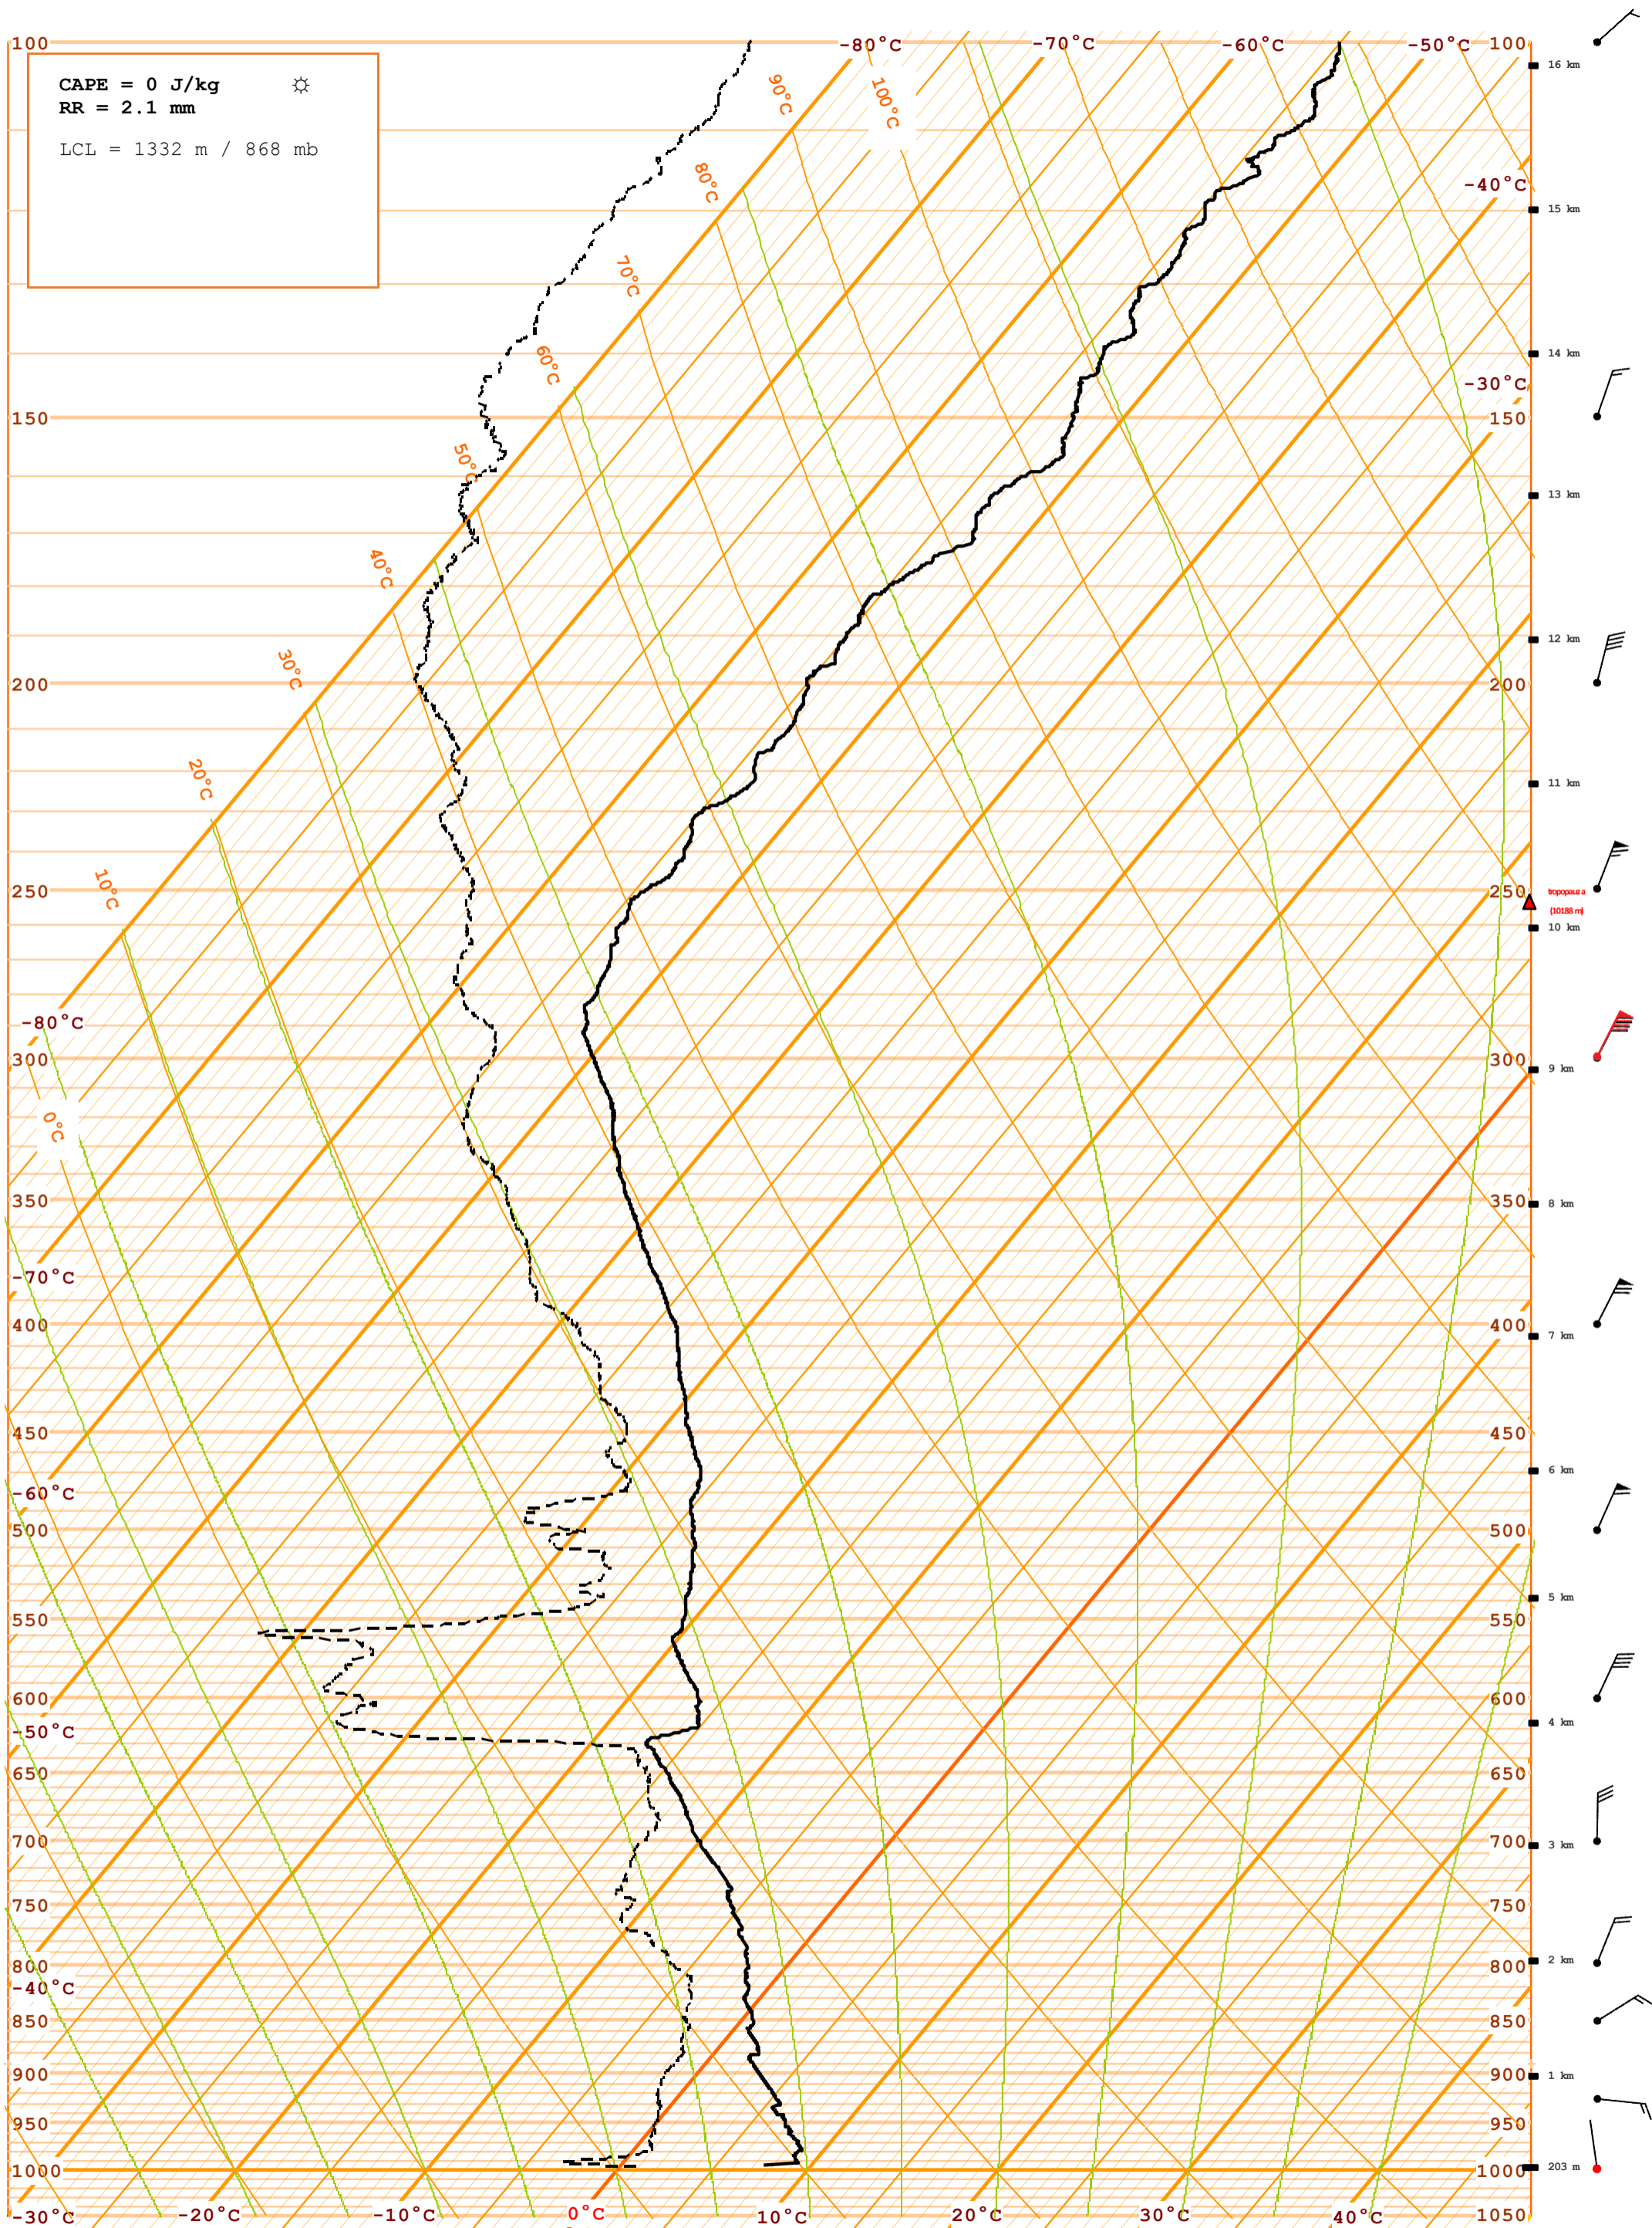 100 -80°C -70°C -60°C -50°C 100
16 km
CAPE = 0 J/kg ☼
RR = 2.1 mm
LCL = 1332 m / 868 mb
90°C 100°C
80°C -40°C
15 km
70°C
60°C 14 km
-30°C
150 150
50°C
13 km
40°C
12 km
30°C
200 200
20°C 11 km
10°C
250 250 tropopauza
(10188 m)
10 km
-80°C
300 300
9 km
0°C
350 350 8 km
-70°C
400 400
7 km
450 450
6 km
-60°C
500 500
5 km
550 550
600 600
-50°C 4 km
650 650
700 700 3 km
750 750
800 800 2 km
-40°C
850 850
900 900 1 km
950 950
1000 1000 203 m
-30°C -20°C -10°C 0°C 10°C 20°C 30°C 40°C 1050